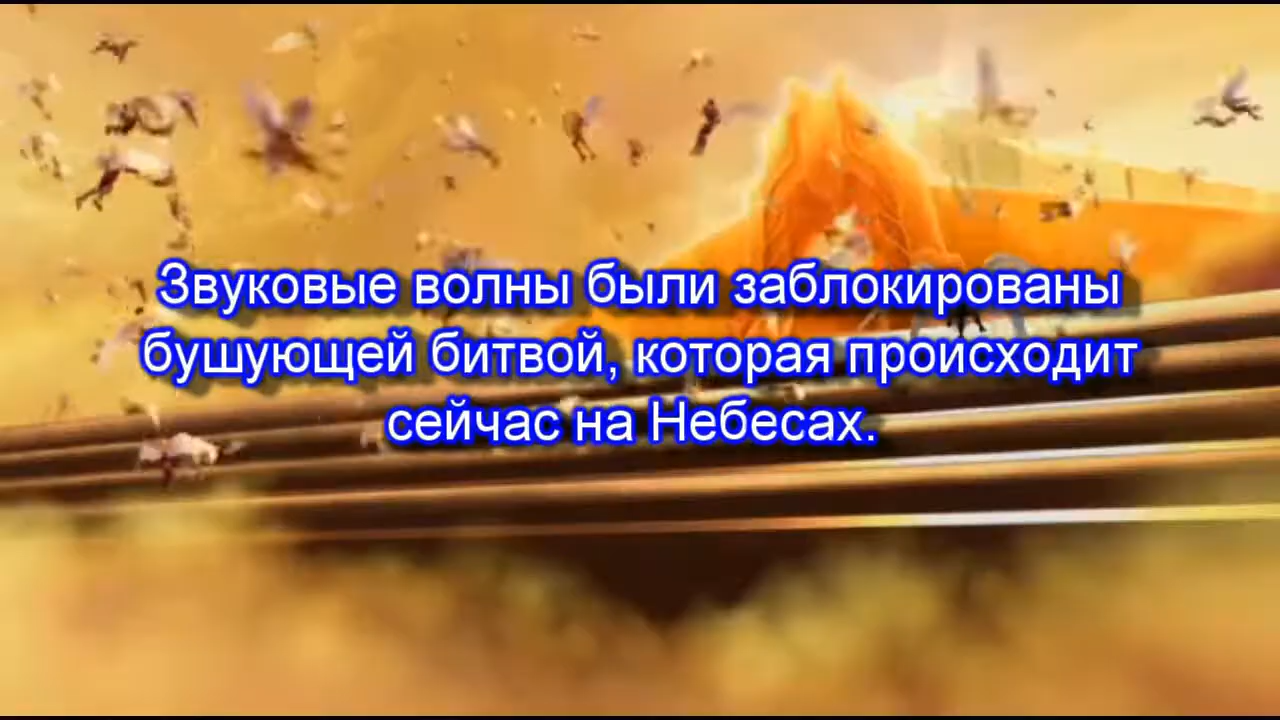 Звуковые волны были заблокированы
бушующей битвой, которая происходит
сейчас на Небесах.